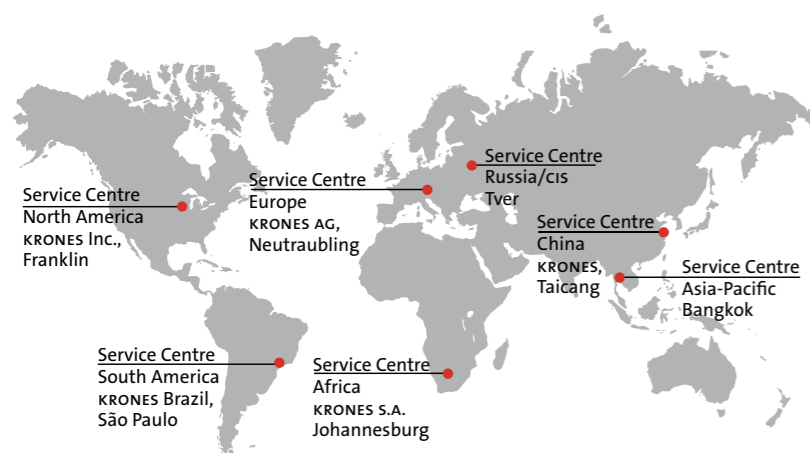 Service Centre
North America
KRONES Inc.,
Franklin
Service Centre
Europe
KRONES AG,
Neutraubling
Service Centre
Russia/CIS
Tver
Service Centre
China
KRONES,
Taicang
Service Centre
Asia-Pacific
Bangkok
Service Centre
South America
KRONES Brazil,
São Paulo
Service Centre
Africa
KRONES S.A.
Johannesburg